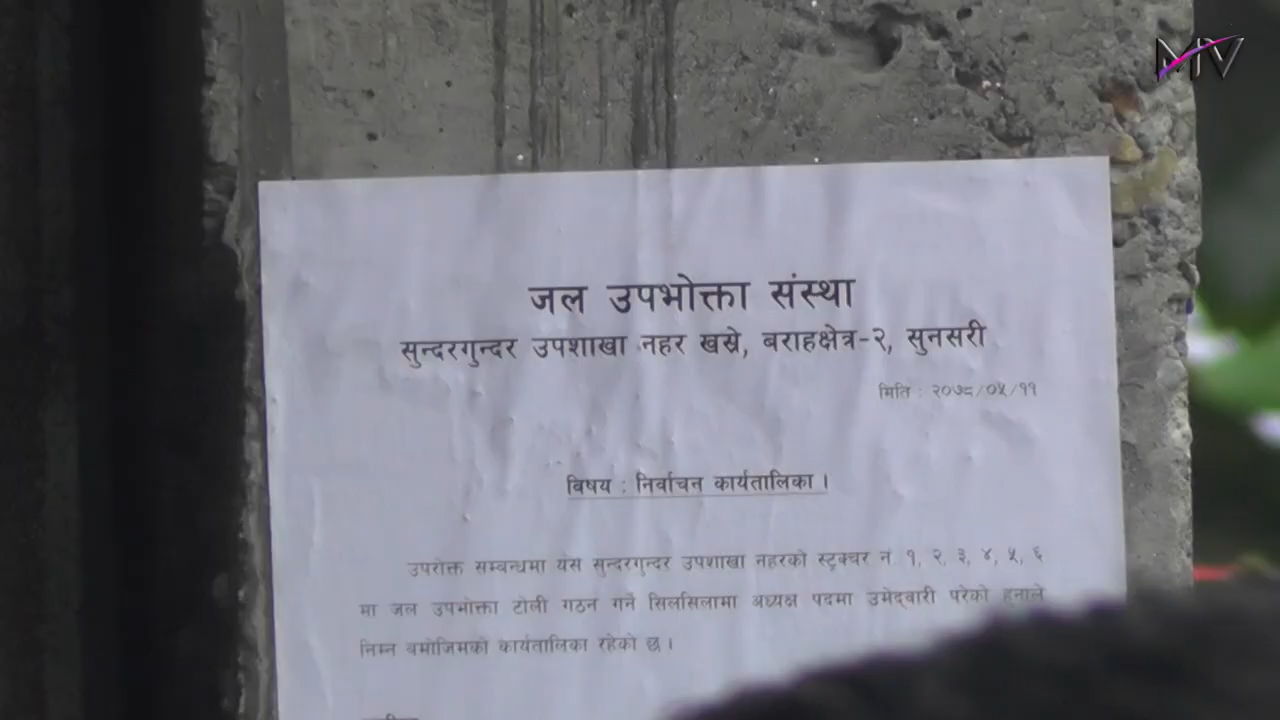 MV
जल उपभोक्ता संस्था
सुन्दरगुन्दर उपशाखा नहर खस्रे, बराहक्षेत्र-२, सुनसरी
मिति : २०७८/०५/११
विषय : निर्वाचन कार्यतालिका ।
उपरोक्त सम्बन्धमा यस सुन्दरगुन्दर उपशाखा नहरको स्ट्रक्चर नं १, २, ३, ४, ५, ६
मा जल उपभोक्ता टोली गठन गर्ने सिलसिलामा अध्यक्ष पदमा उमेद्वारी परेको हुनाले
निम्न बमोजिमको कार्यतालिका रहेको छ ।